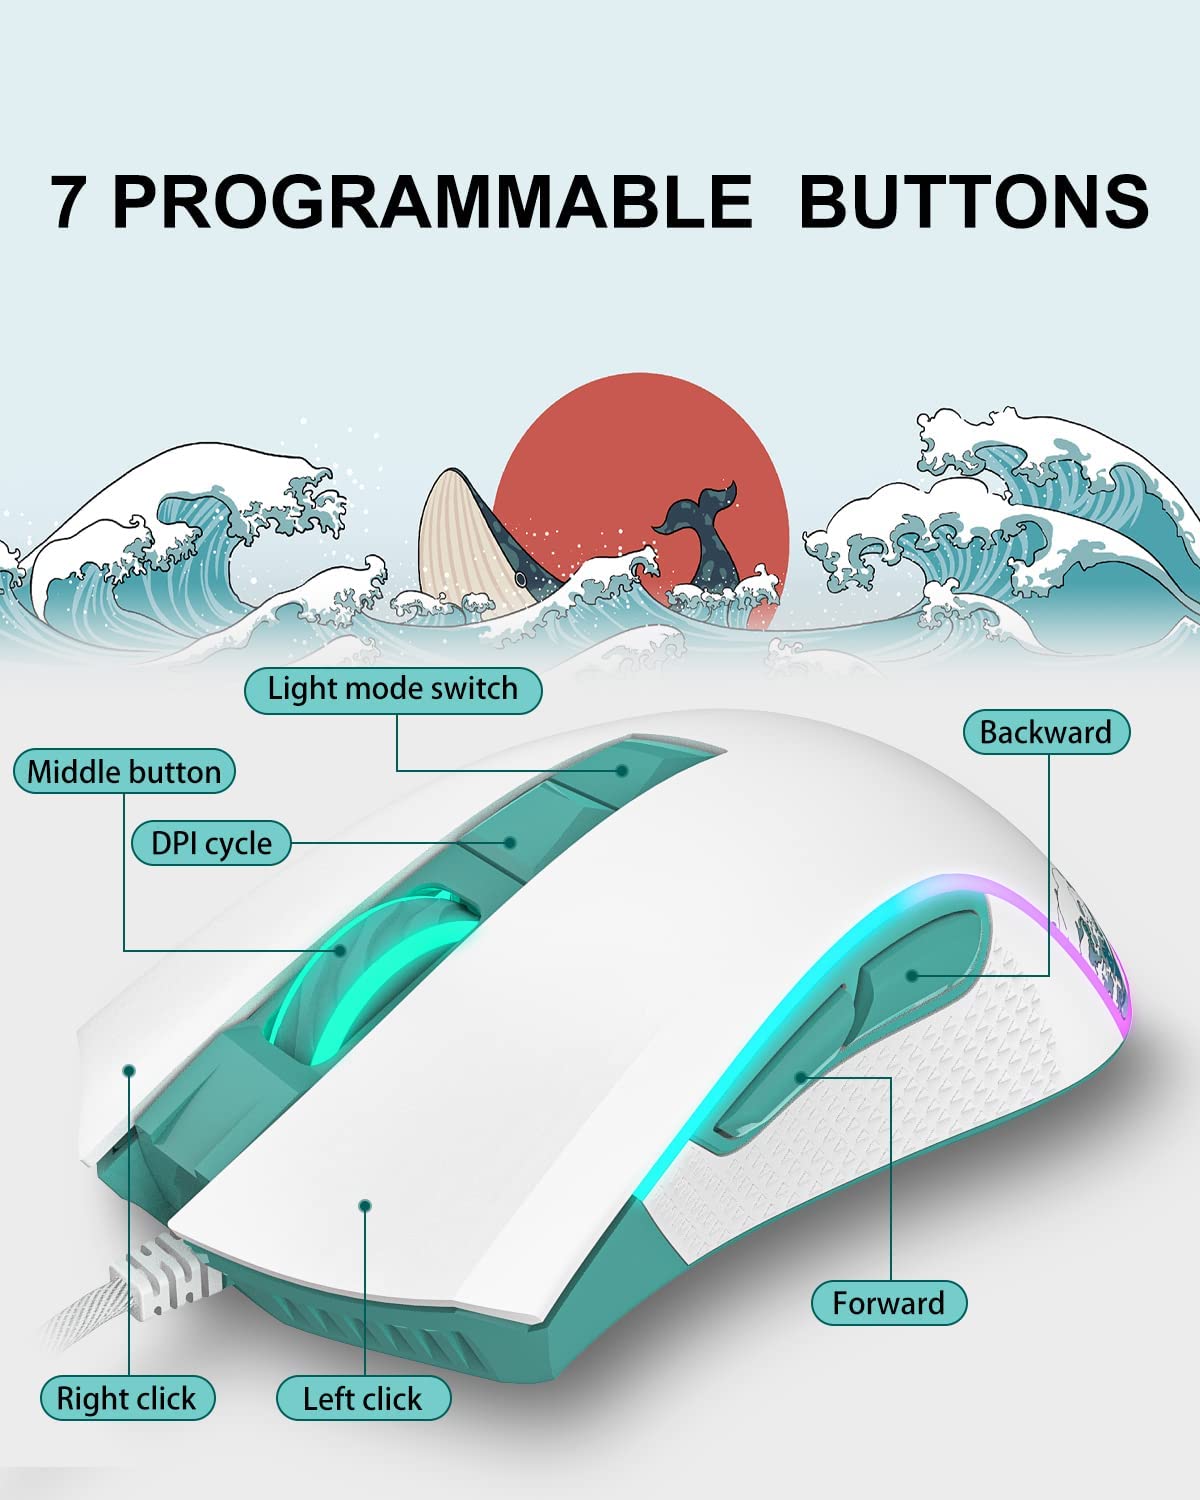 7 PROGRAMMABLE BUTTONS
Light mode switch
Backward
Middle button
DPI cycle
Forward
Right click
Left click